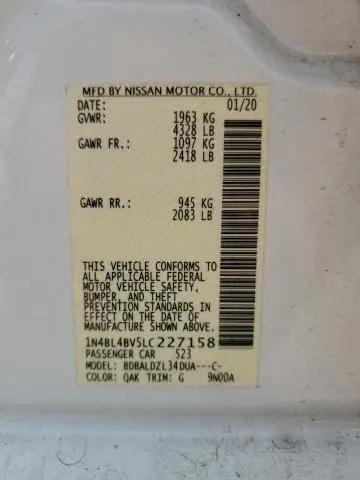 MFD BY NISSAN MOTOR CO., LTD.
DATE: 01/20
GVWR: 1963 KG
4328 LB
GAWR FR.: 1097 KG
2418 LB
GAWR RR.: 945 KG
2083 LB
THIS VEHICLE CONFORMS TO
ALL APPLICABLE FEDERAL
MOTOR VEHICLE SAFETY,
BUMPER, AND THEFT
PREVENTION STANDARDS IN
EFFECT ON THE DATE OF
MANUFACTURE SHOWN ABOVE.
1N4BL4BV5LC227158
PASSENGER CAR 523
MODEL: BDBALDZL34DUA---C-
COLOR: QAK TRIM: G 9N00A